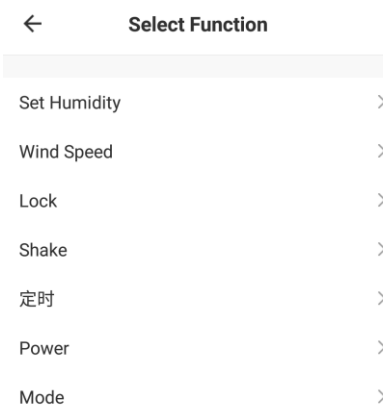 Select Function
Set Humidity
Wind Speed
Lock
Shake
定时
Power
Mode